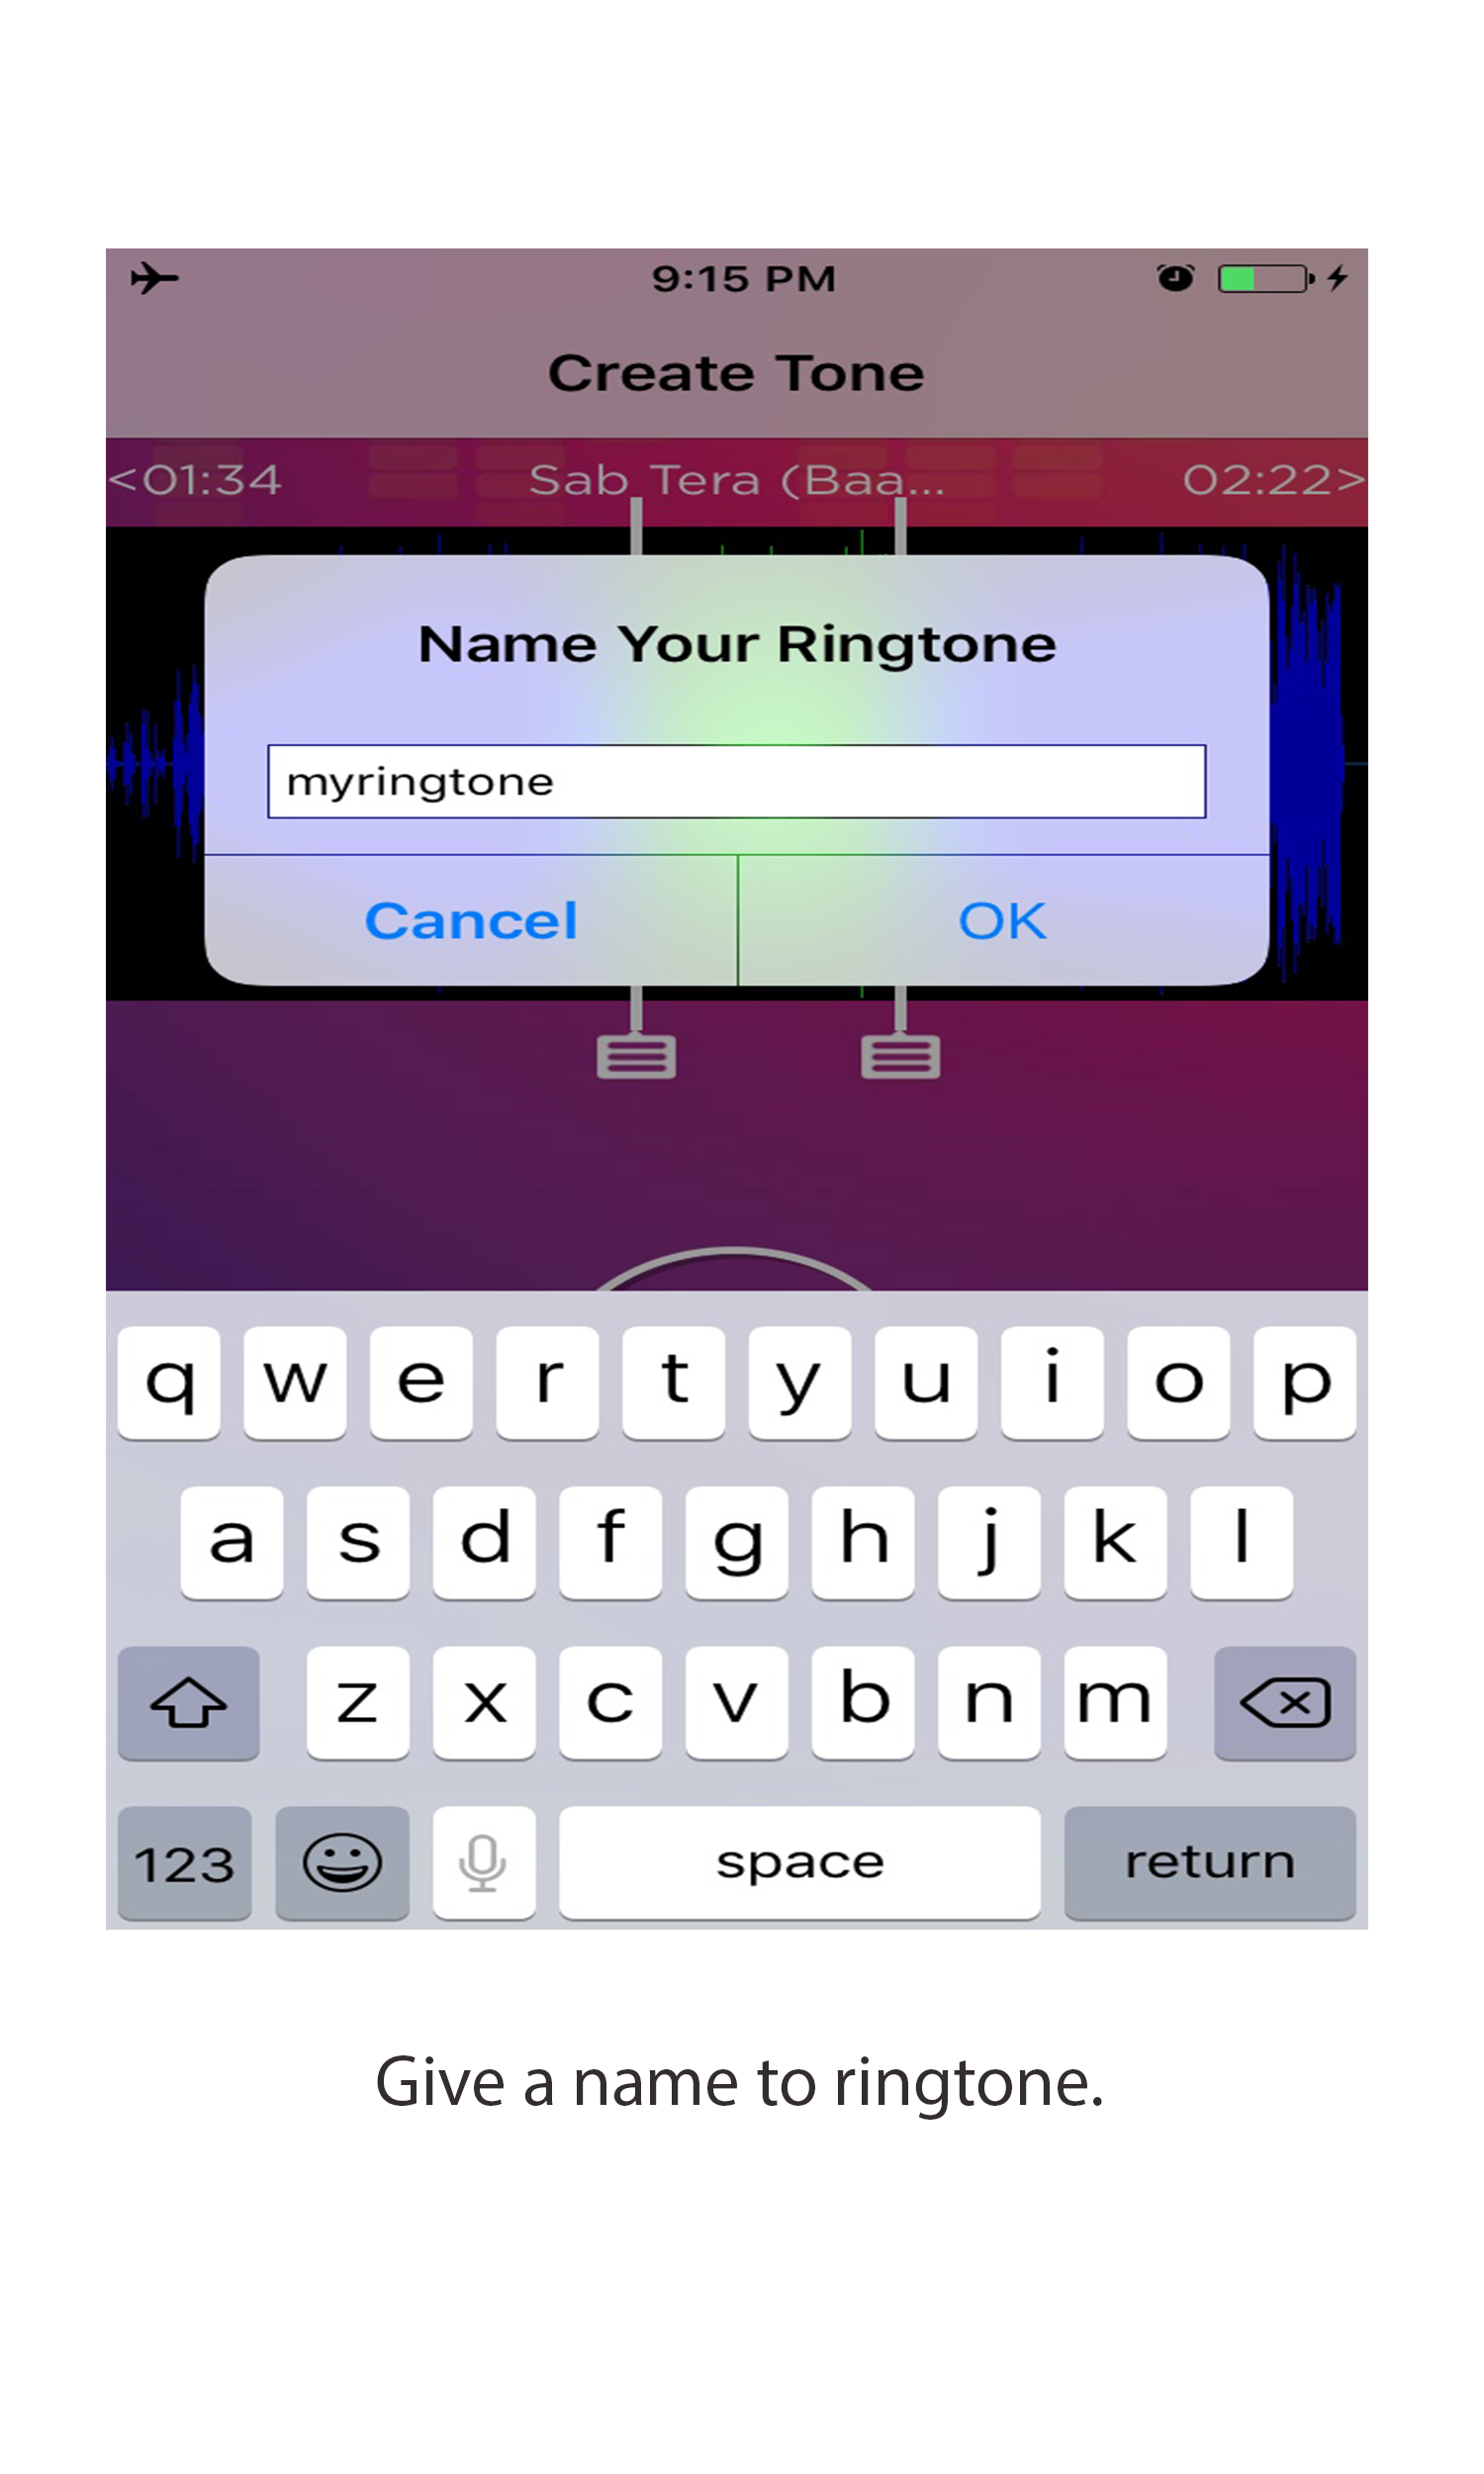 9:15 PM
Create Tone
<01:34 Sab Tera (Baa... 02:22>
Name Your Ringtone
myringtone
Cancel OK
q w e r t y u i o p
a s d f g h j k l
z x c v b n m
123 space return
Give a name to ringtone.